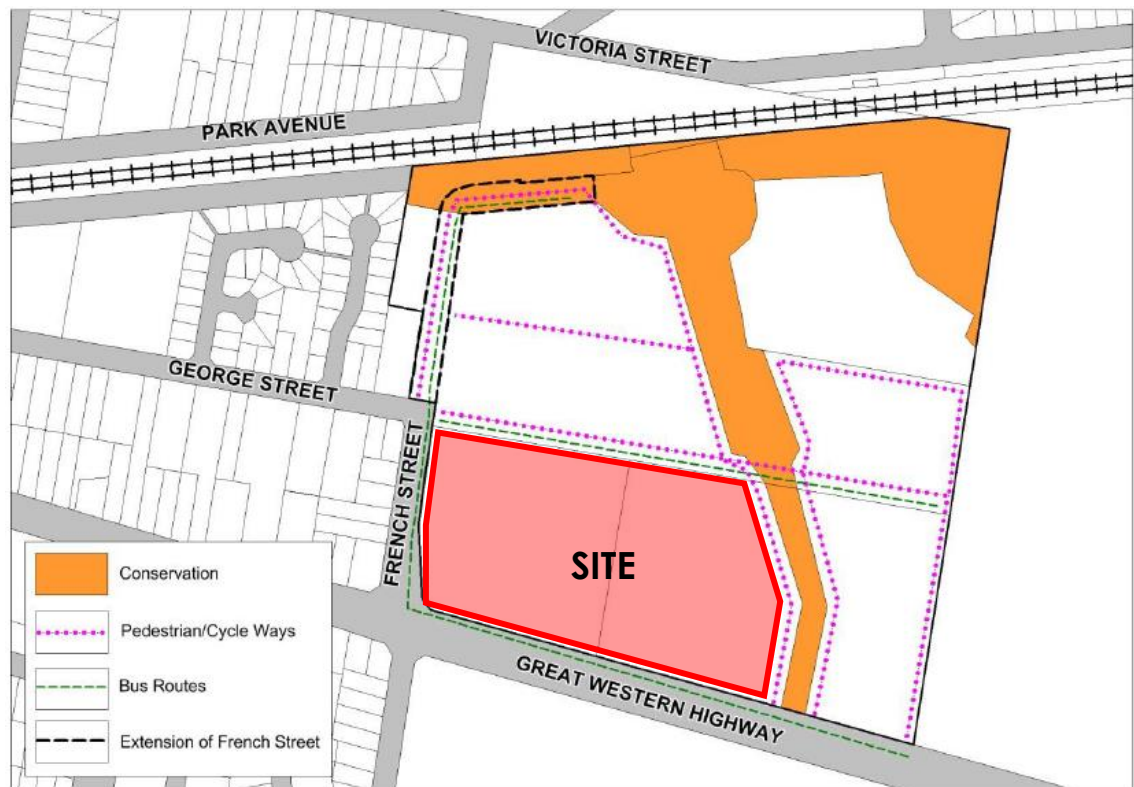 VICTORIA STREET
PARK AVENUE
GEORGE STREET
FRENCH STREET
SITE
GREAT WESTERN HIGHWAY
Conservation
Pedestrian/Cycle Ways
Bus Routes
Extension of French Street